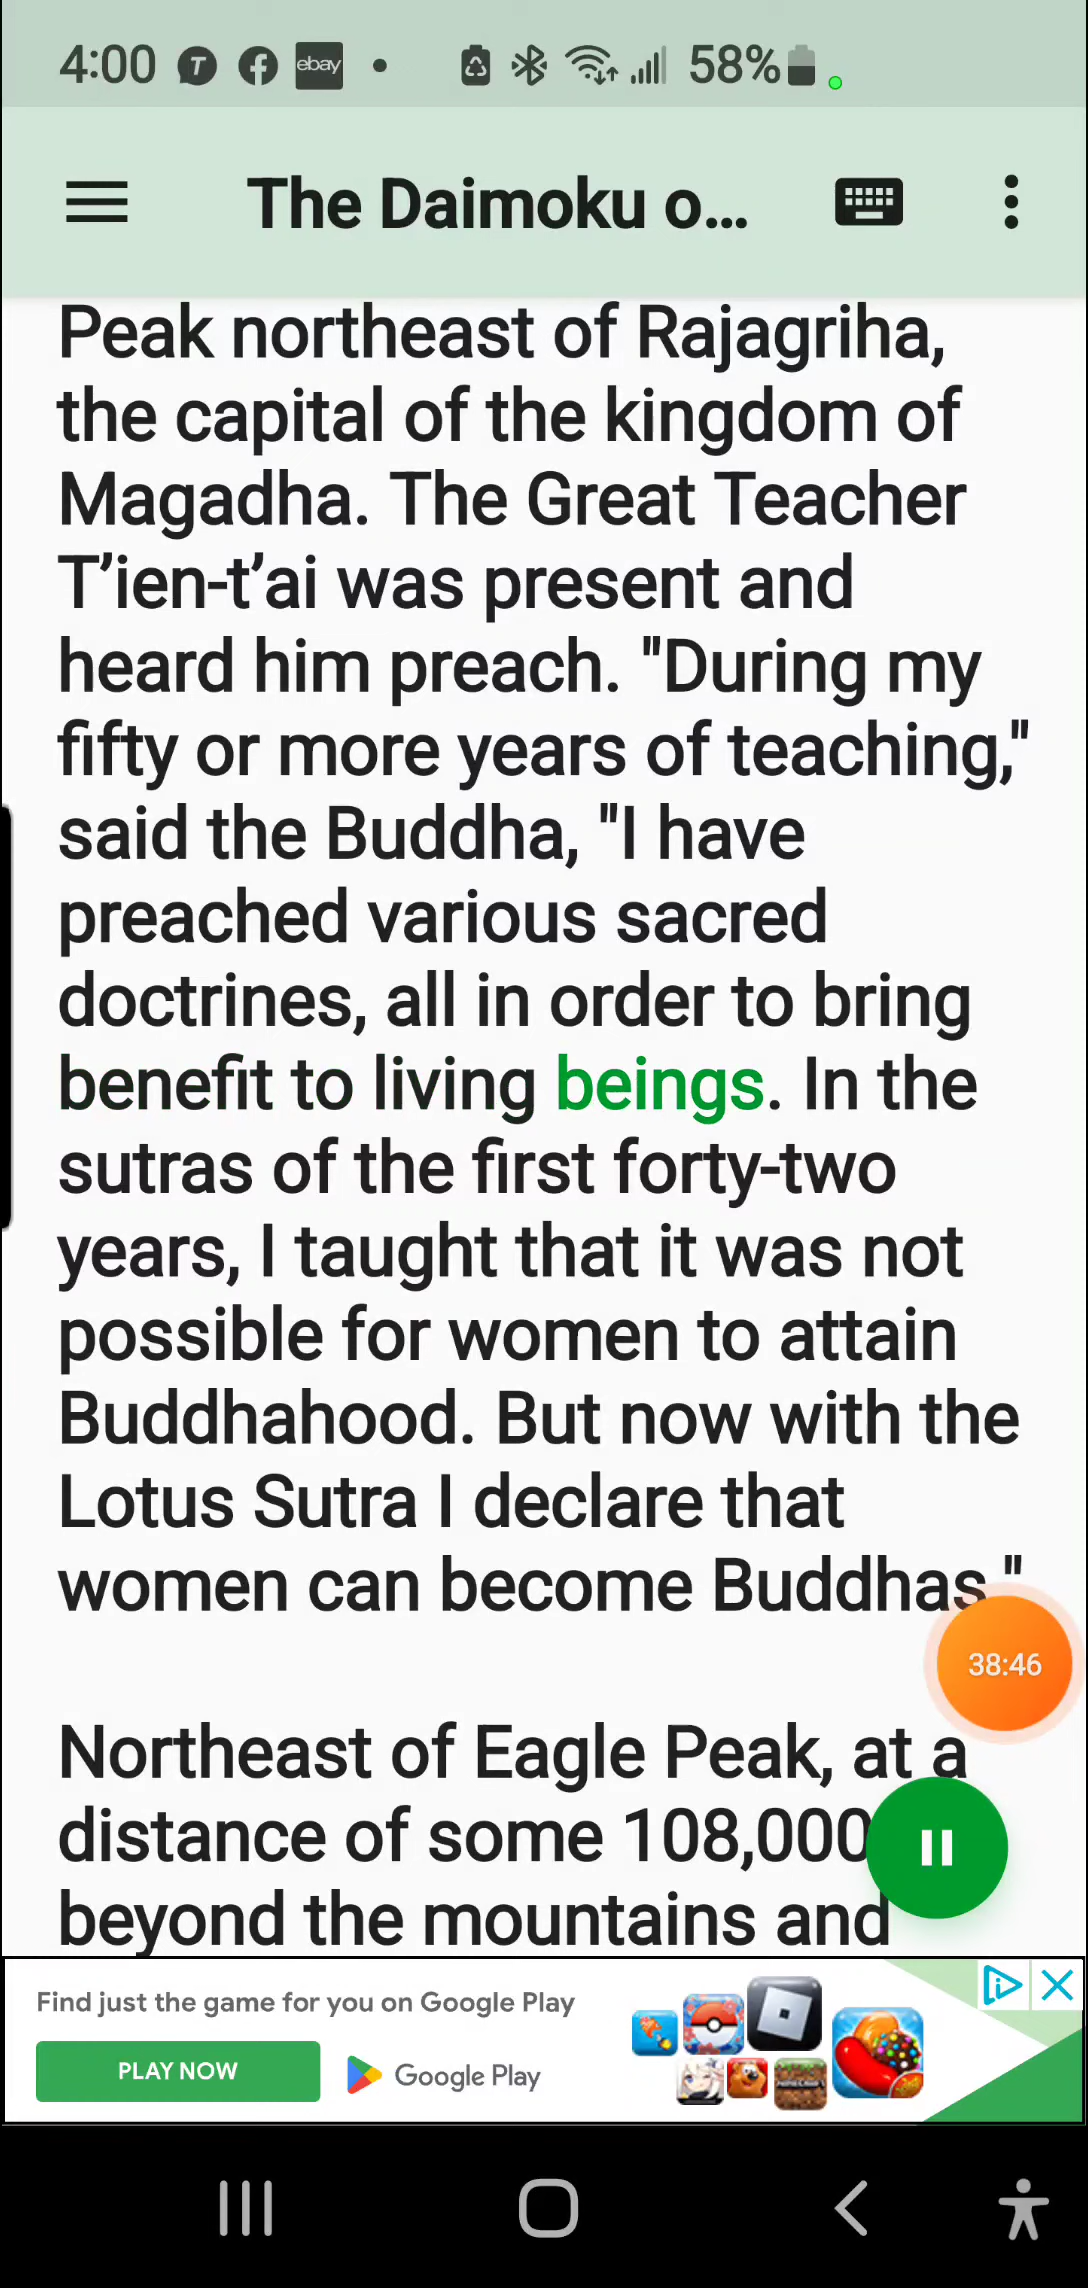 4:00 T ebay 58%
The Daimoku o...
Peak northeast of Rajagriha,
the capital of the kingdom of
Magadha. The Great Teacher
T’ien-t’ai was present and
heard him preach. "During my
fifty or more years of teaching,"
said the Buddha, "I have
preached various sacred
doctrines, all in order to bring
benefit to living beings. In the
sutras of the first forty-two
years, I taught that it was not
possible for women to attain
Buddhahood. But now with the
Lotus Sutra I declare that
women can become Buddhas."
38:46
Northeast of Eagle Peak, at a
distance of some 108,000
beyond the mountains and
Find just the game for you on Google Play
PLAY NOW
Google Play